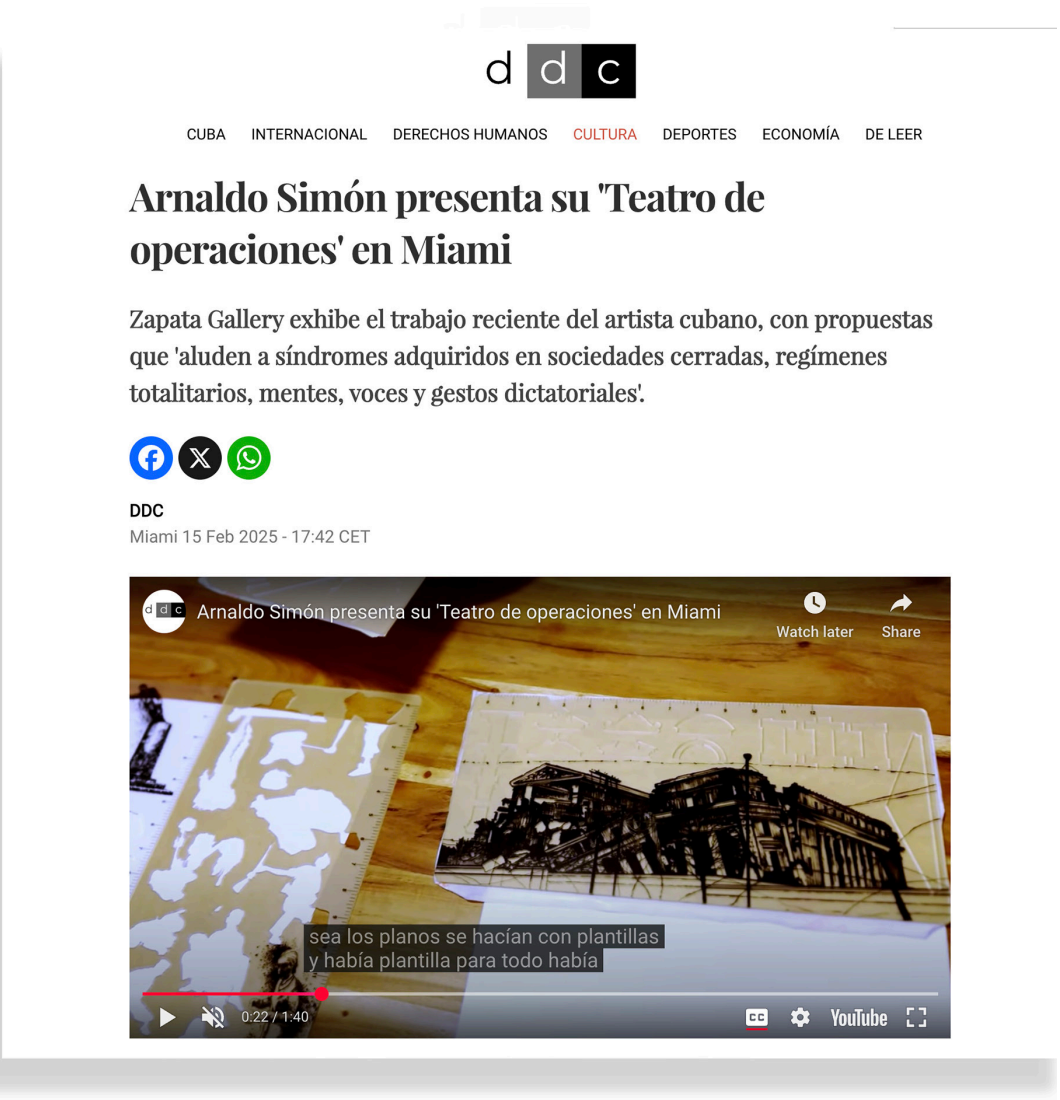 d d c
CUBA INTERNACIONAL DERECHOS HUMANOS CULTURA DEPORTES ECONOMÍA DE LEER
Arnaldo Simón presenta su 'Teatro de
operaciones' en Miami
Zapata Gallery exhibe el trabajo reciente del artista cubano, con propuestas
que 'aluden a síndromes adquiridos en sociedades cerradas, regímenes
totalitarios, mentes, voces y gestos dictatoriales'.
DDC
Miami 15 Feb 2025 - 17:42 CET
d d c Arnaldo Simón presenta su 'Teatro de operaciones' en Miami
Watch later Share
sea los planos se hacían con plantillas
y había plantilla para todo había
0:22 / 1:40 CC YouTube